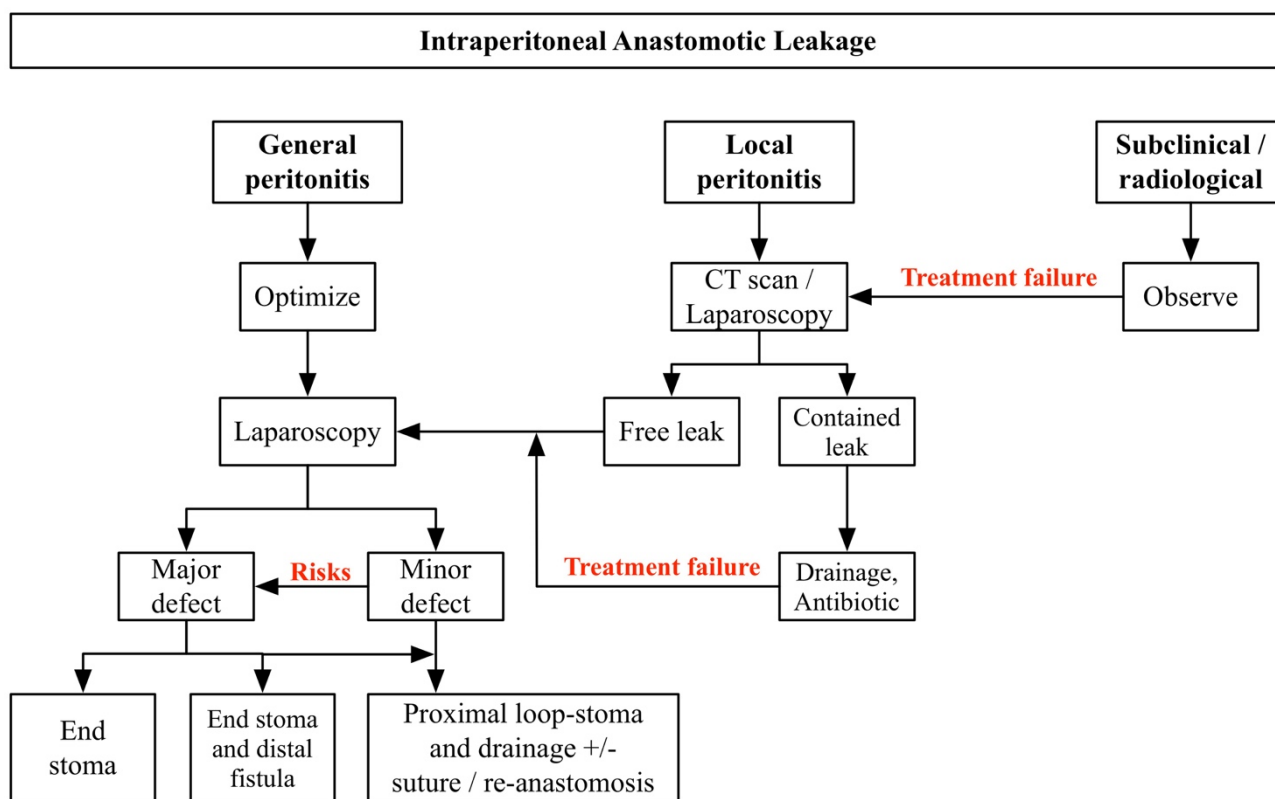 Intraperitoneal Anastomotic Leakage
General
peritonitis
Local
peritonitis
Subclinical /
radiological
Optimize
CT scan /
Laparoscopy
Treatment failure
Observe
Laparoscopy
Free leak
Contained
leak
Major
defect
Risks
Minor
defect
Treatment failure
Drainage,
Antibiotic
End
stoma
End stoma
and distal
fistula
Proximal loop-stoma
and drainage +/-
suture / re-anastomosis